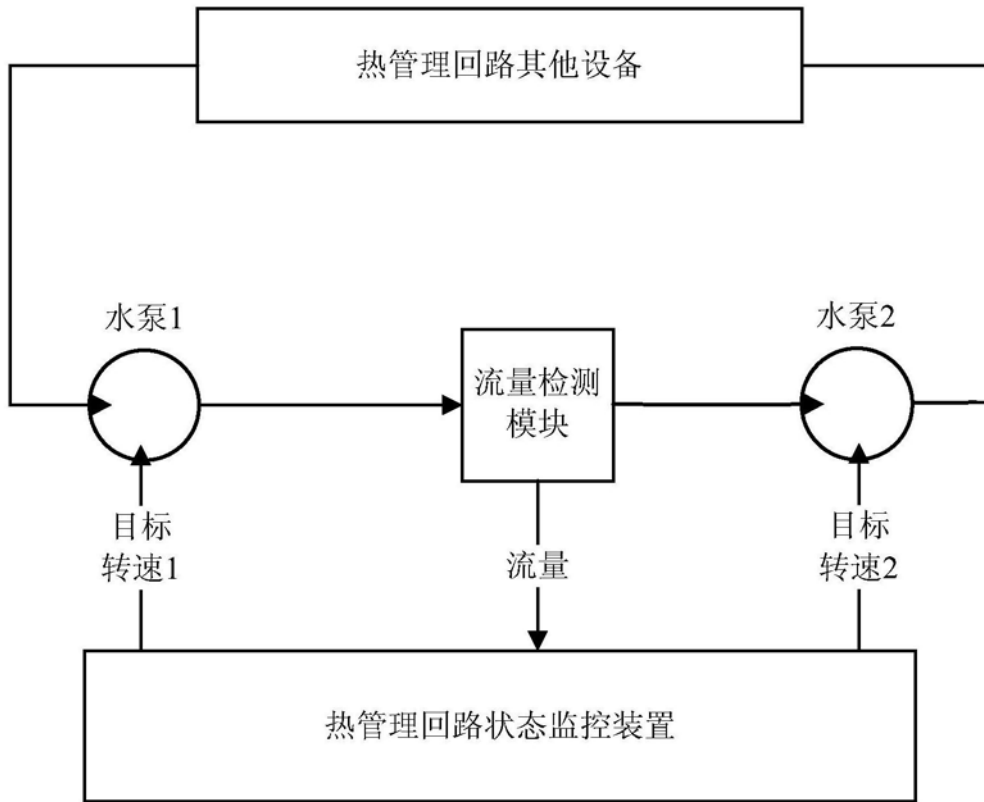 热管理回路其他设备
水泵1
水泵2
流量检测
模块
目标
转速1
流量
目标
转速2
热管理回路状态监控装置